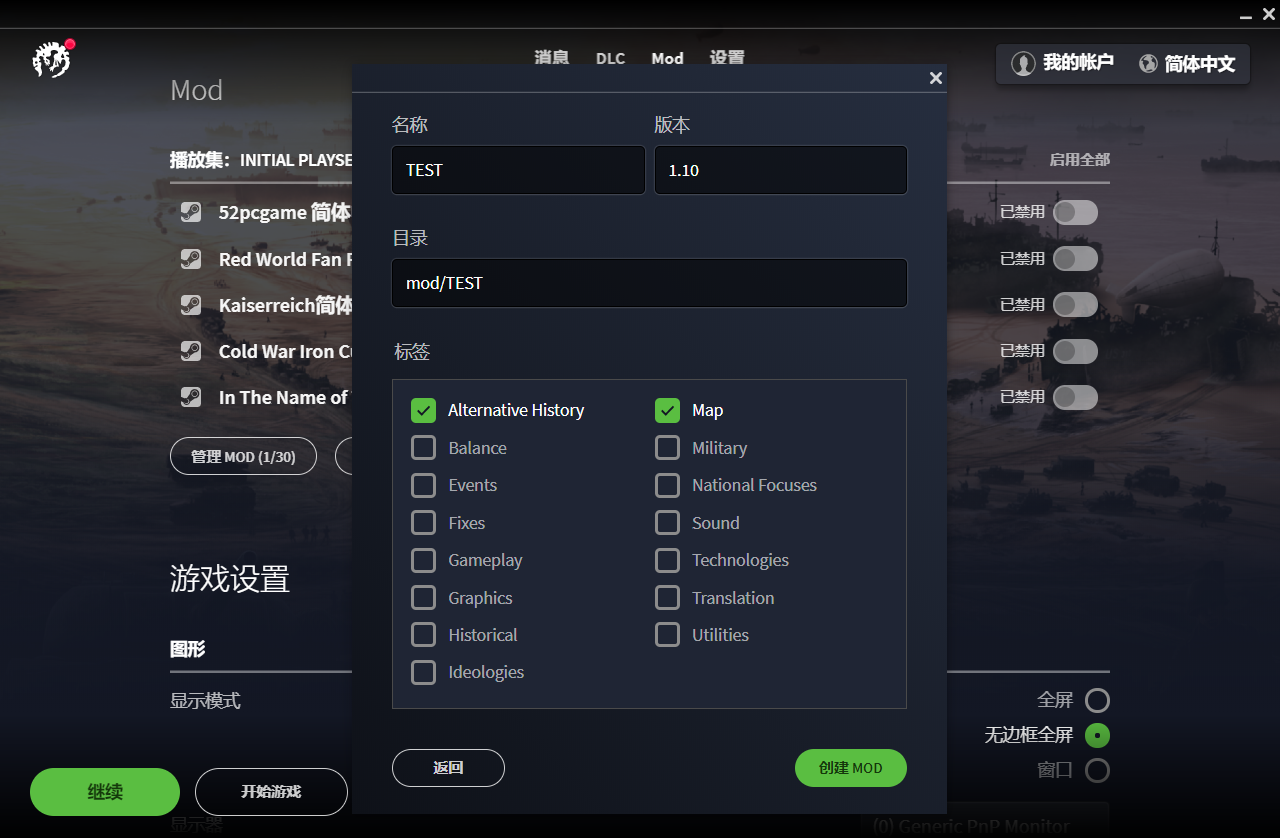 消息 DLC Mod 设置
我的帐户 简体中文
Mod
名称 版本
TEST 1.10
播放集：INITIAL PLAYSE 启用全部
52pcgame 简体 已禁用
目录
Red World Fan 已禁用
mod/TEST
Kaiserreich简体 已禁用
标签
Cold War Iron 已禁用
In The Name of 已禁用
Alternative History Map
Balance Military
管理 MOD (1/30)
Events National Focuses
Fixes Sound
Gameplay Technologies
游戏设置
Graphics Translation
Historical Utilities
图形
Ideologies
显示模式 全屏
无边框全屏
返回 创建 MOD
窗口
继续 开始游戏
显示器 (0) Generic PnP Monitor